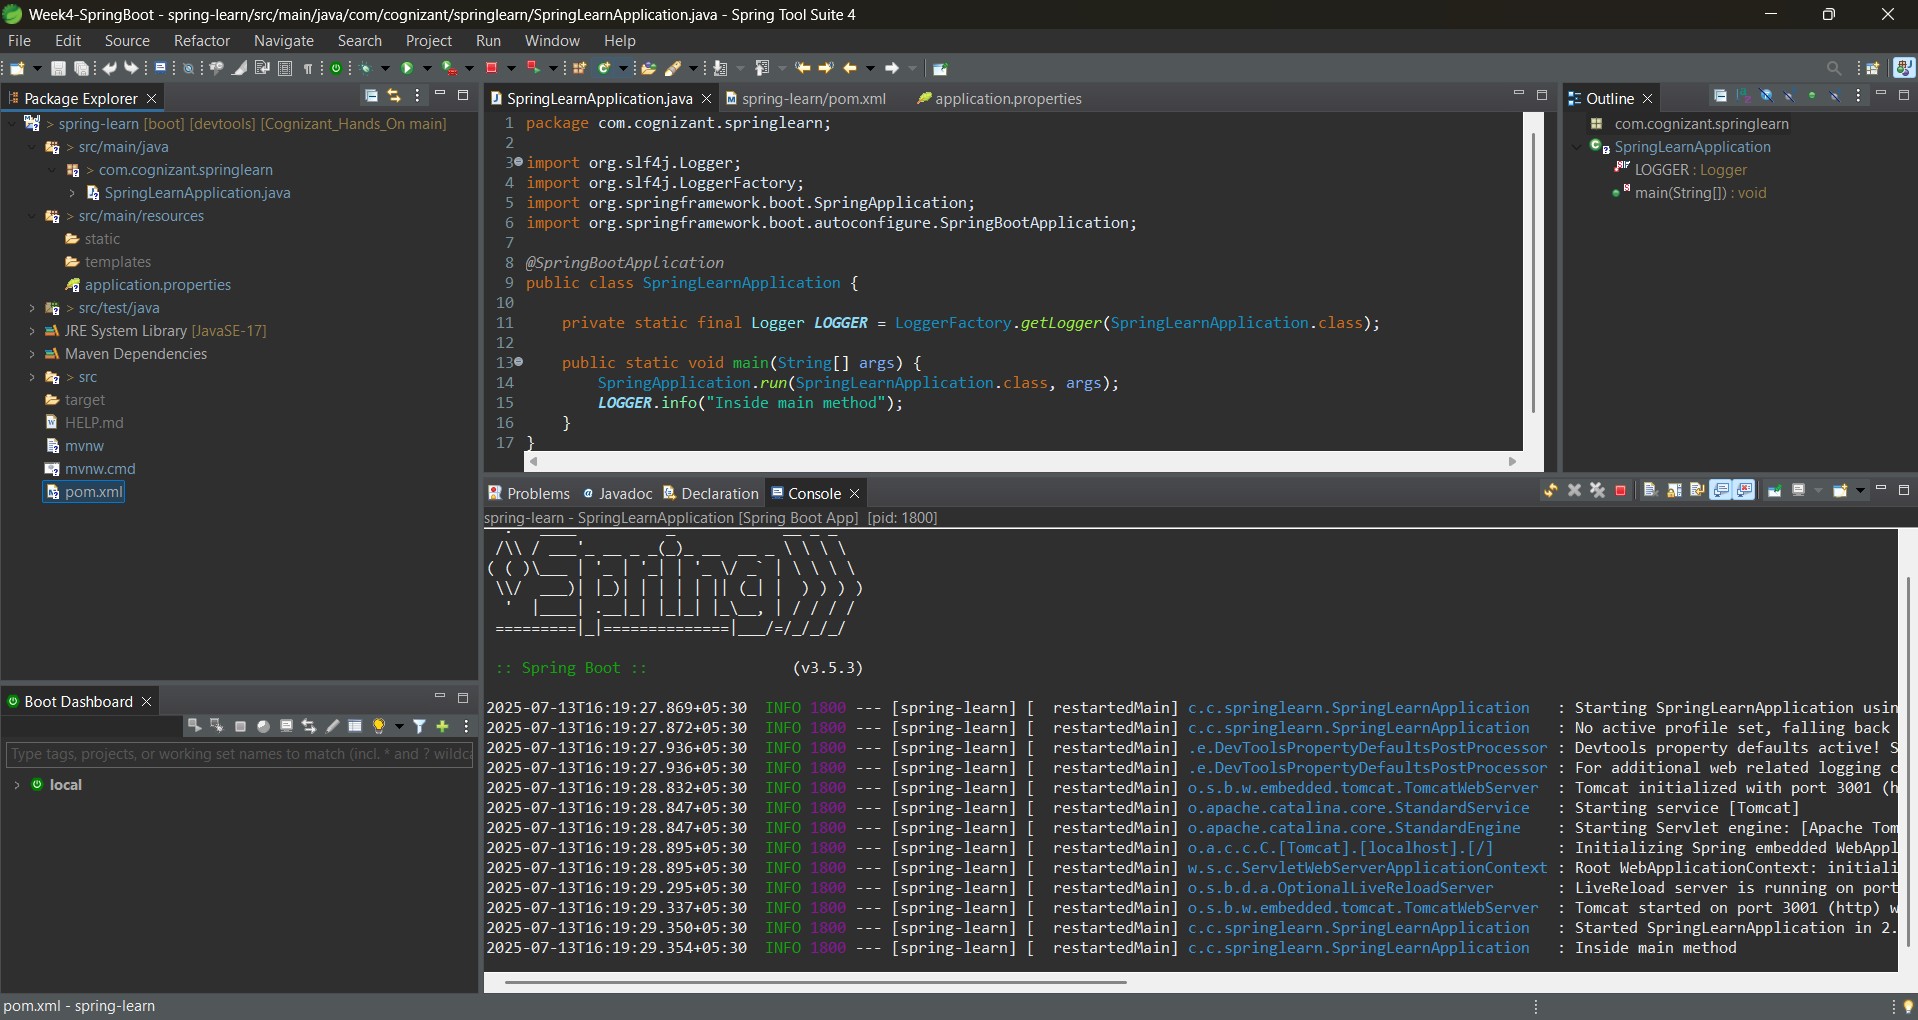 Week4-SpringBoot - spring-learn/src/main/java/com/cognizant/springlearn/SpringLearnApplication.java - Spring Tool Suite 4
File Edit Source Refactor Navigate Search Project Run Window Help
Package Explorer
> spring-learn [boot] [devtools] [Cognizant_Hands_On main]
> src/main/java
> com.cognizant.springlearn
SpringLearnApplication.java
> src/main/resources
static
templates
application.properties
> src/test/java
JRE System Library [JavaSE-17]
Maven Dependencies
> src
target
HELP.md
mvnw
mvnw.cmd
pom.xml
Boot Dashboard
Type tags, projects, or working set names to match (incl. * and ? wildc
local
SpringLearnApplication.java spring-learn/pom.xml application.properties
1 package com.cognizant.springlearn;
2
3 import org.slf4j.Logger;
4 import org.slf4j.LoggerFactory;
5 import org.springframework.boot.SpringApplication;
6 import org.springframework.boot.autoconfigure.SpringBootApplication;
7
8 @SpringBootApplication
9 public class SpringLearnApplication {
10
11 private static final Logger LOGGER = LoggerFactory.getLogger(SpringLearnApplication.class);
12
13 public static void main(String[] args) {
14 SpringApplication.run(SpringLearnApplication.class, args);
15 LOGGER.info("Inside main method");
16 }
17 }
Outline
com.cognizant.springlearn
SpringLearnApplication
LOGGER : Logger
main(String[]) : void
Problems Javadoc Declaration Console
spring-learn - SpringLearnApplication [Spring Boot App] [pid: 1800]
:: Spring Boot :: (v3.5.3)
2025-07-13T16:19:27.869+05:30 INFO 1800 --- [spring-learn] [ restartedMain] c.c.springlearn.SpringLearnApplication : Starting SpringLearnApplication usin
2025-07-13T16:19:27.872+05:30 INFO 1800 --- [spring-learn] [ restartedMain] c.c.springlearn.SpringLearnApplication : No active profile set, falling back
2025-07-13T16:19:27.936+05:30 INFO 1800 --- [spring-learn] [ restartedMain] .e.DevToolsPropertyDefaultsPostProcessor : Devtools property defaults active! S
2025-07-13T16:19:27.936+05:30 INFO 1800 --- [spring-learn] [ restartedMain] .e.DevToolsPropertyDefaultsPostProcessor : For additional web related logging c
2025-07-13T16:19:28.832+05:30 INFO 1800 --- [spring-learn] [ restartedMain] o.s.b.w.embedded.tomcat.TomcatWebServer : Tomcat initialized with port 3001 (h
2025-07-13T16:19:28.847+05:30 INFO 1800 --- [spring-learn] [ restartedMain] o.apache.catalina.core.StandardService : Starting service [Tomcat]
2025-07-13T16:19:28.847+05:30 INFO 1800 --- [spring-learn] [ restartedMain] o.apache.catalina.core.StandardEngine : Starting Servlet engine: [Apache Tom
2025-07-13T16:19:28.895+05:30 INFO 1800 --- [spring-learn] [ restartedMain] o.a.c.c.C.[Tomcat].[localhost].[/] : Initializing Spring embedded WebAppl
2025-07-13T16:19:28.895+05:30 INFO 1800 --- [spring-learn] [ restartedMain] w.s.c.ServletWebServerApplicationContext : Root WebApplicationContext: initiali
2025-07-13T16:19:29.295+05:30 INFO 1800 --- [spring-learn] [ restartedMain] o.s.b.d.a.OptionalLiveReloadServer : LiveReload server is running on port
2025-07-13T16:19:29.337+05:30 INFO 1800 --- [spring-learn] [ restartedMain] o.s.b.w.embedded.tomcat.TomcatWebServer : Tomcat started on port 3001 (http) w
2025-07-13T16:19:29.350+05:30 INFO 1800 --- [spring-learn] [ restartedMain] c.c.springlearn.SpringLearnApplication : Started SpringLearnApplication in 2.
2025-07-13T16:19:29.354+05:30 INFO 1800 --- [spring-learn] [ restartedMain] c.c.springlearn.SpringLearnApplication : Inside main method
pom.xml - spring-learn